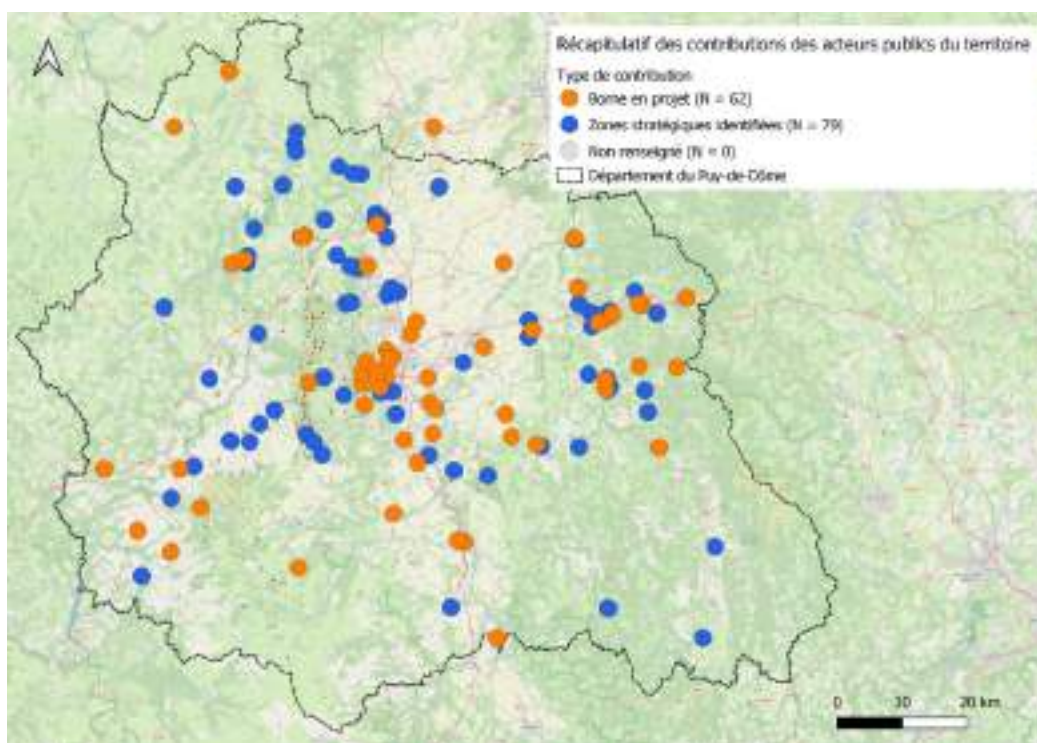 Récapitulatif des contributions des acteurs publics du territoire
Type de contribution
Borne en projet (N = 62)
Zones stratégiques identifiées (N = 79)
Non renseigné (N = 0)
Département du Puy-de-Dôme
0 10 20 km